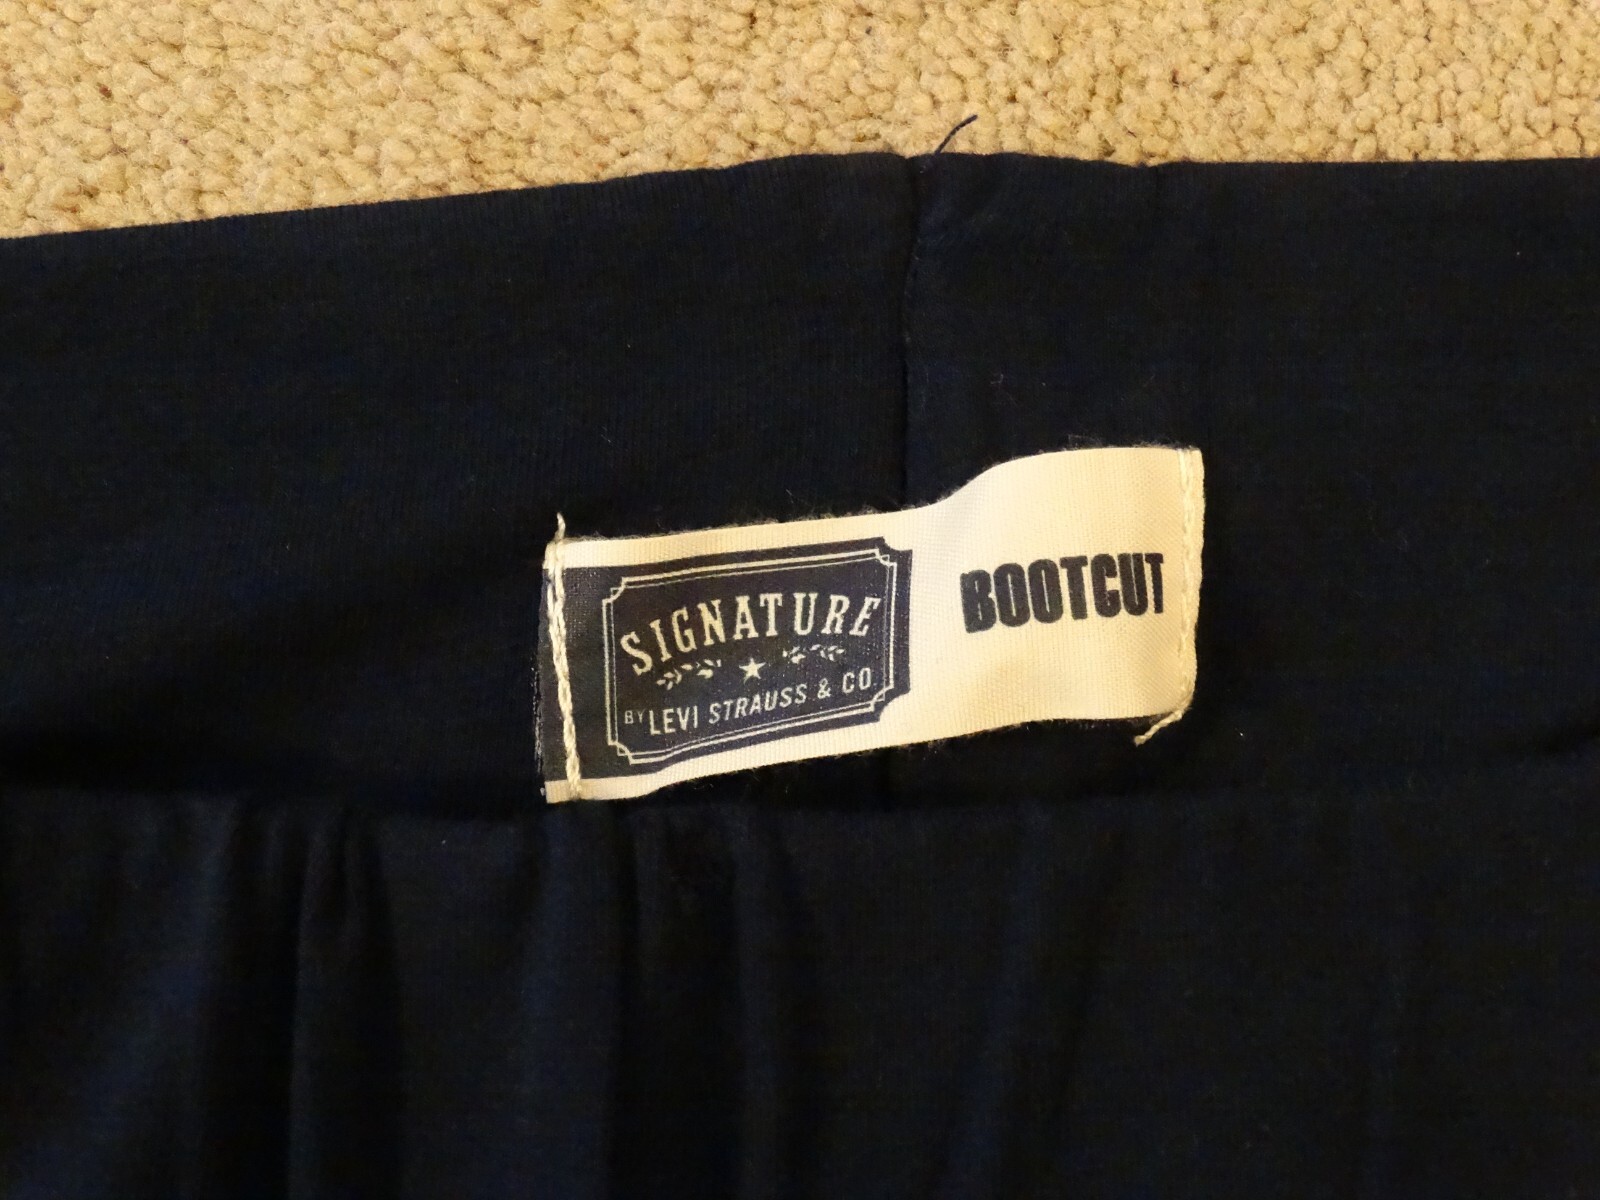 SIGNATURE
BY LEVI STRAUSS & CO.
BOOTCUT